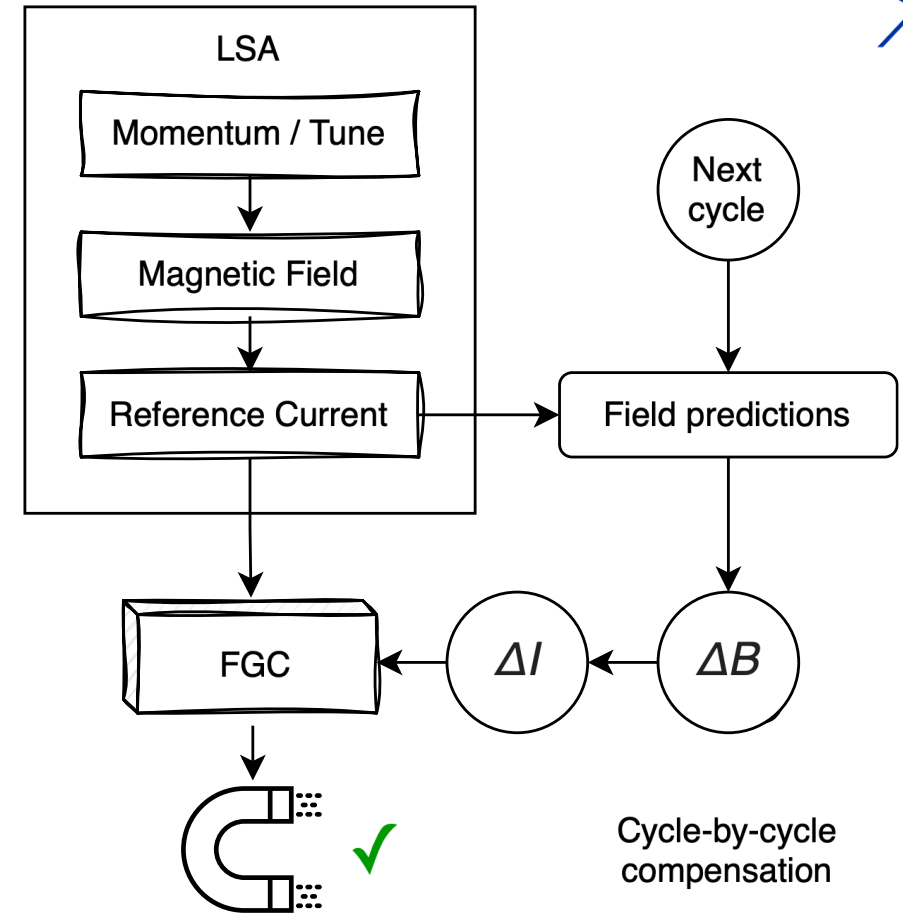 LSA
Momentum / Tune
Next
cycle
Magnetic Field
Reference Current
Field predictions
FGC
ΔI
ΔB
Cycle-by-cycle
compensation